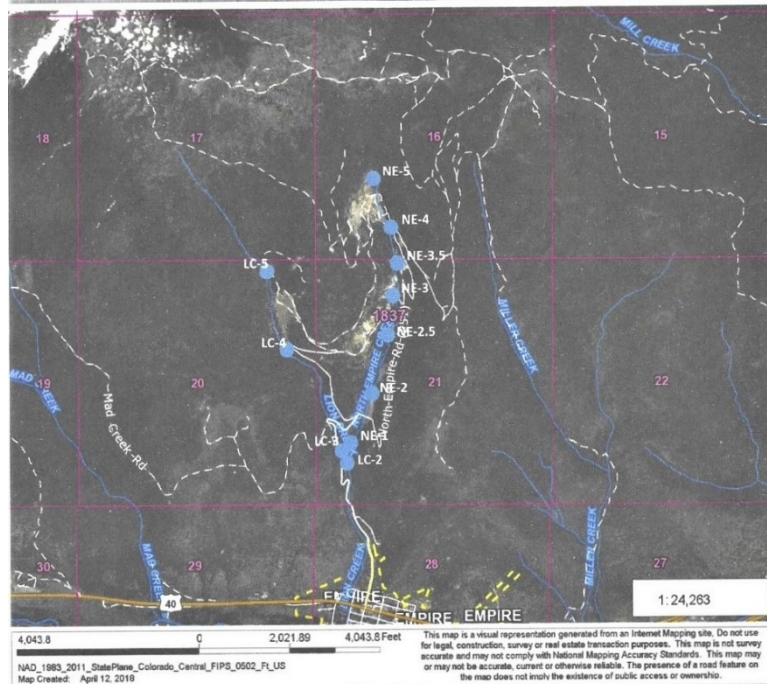 MILL CREEK
18
17
16
15
NE-5
NE-4
NE-3.5
LC-5
NE-3
1837
NE-2.5
LC-4
MILLER CREEK
NORTH EMPIRE
North-Empire-Rd
19
MAD CREEK
20
21
22
Mad Creek-Rd
NE-2
LION
NE-1
LC-3
LC-2
30
29
28
27
MAD CREEK
CREEK
MILLER CREEK
40
EMPIRE
EMPIRE
EMPIRE
1:24,263
4,043.8
0
2,021.89
4,043.8 Feet
NAD_1983_2011_StatePlane_Colorado_Central_FIPS_0502_Ft_US
Map Created: April 12, 2018
This map is a visual representation generated from an Internet Mapping site. Do not use
for legal, construction, survey or real estate transaction purposes. This map is not survey
accurate and may not comply with National Mapping Accuracy Standards. This map may
or may not be accurate, current or otherwise reliable. The presence of a road feature on
the map does not imply the existence of public access or ownership.